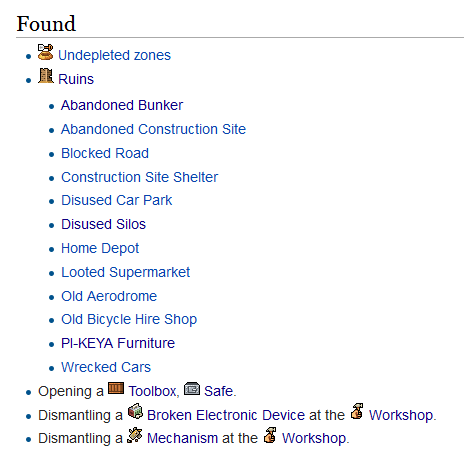 Found
Undepleted zones
Ruins
Abandoned Bunker
Abandoned Construction Site
Blocked Road
Construction Site Shelter
Disused Car Park
Disused Silos
Home Depot
Looted Supermarket
Old Aerodrome
Old Bicycle Hire Shop
PI-KEYA Furniture
Wrecked Cars
Opening a Toolbox, Safe.
Dismantling a Broken Electronic Device at the Workshop.
Dismantling a Mechanism at the Workshop.